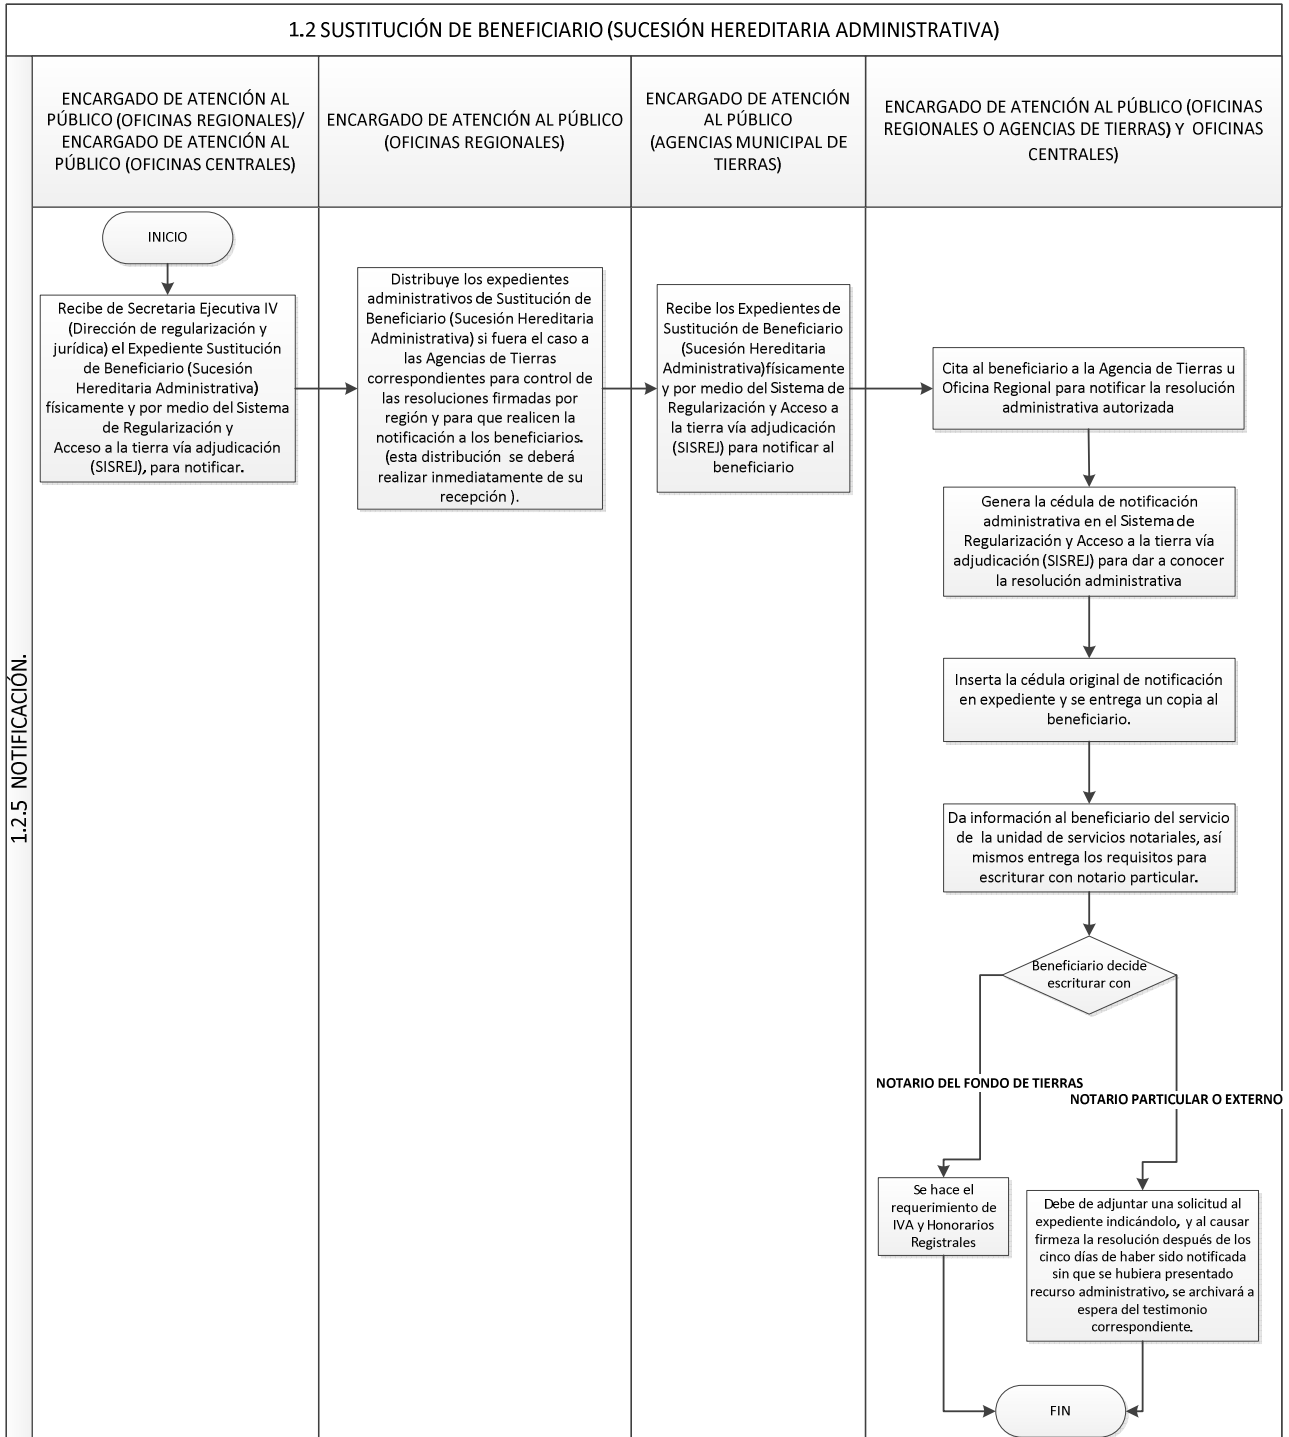 1.2 SUSTITUCIÓN DE BENEFICIARIO (SUCESIÓN HEREDITARIA ADMINISTRATIVA)
1.2.5 NOTIFICACIÓN.
ENCARGADO DE ATENCIÓN AL
PÚBLICO (OFICINAS REGIONALES)/
ENCARGADO DE ATENCIÓN AL
PÚBLICO (OFICINAS CENTRALES)
ENCARGADO DE ATENCIÓN AL PÚBLICO
(OFICINAS REGIONALES)
ENCARGADO DE ATENCIÓN
AL PÚBLICO
(AGENCIAS MUNICIPAL DE
TIERRAS)
ENCARGADO DE ATENCIÓN AL PÚBLICO (OFICINAS
REGIONALES O AGENCIAS DE TIERRAS) Y OFICINAS
CENTRALES)
INICIO
Recibe de Secretaria Ejecutiva IV
(Dirección de regularización y
jurídica) el Expediente Sustitución
de Beneficiario (Sucesión
Hereditaria Administrativa)
físicamente y por medio del Sistema
de Regularización y
Acceso a la tierra vía adjudicación
(SISREJ), para notificar.
Distribuye los expedientes
administrativos de Sustitución de
Beneficiario (Sucesión Hereditaria
Administrativa) si fuera el caso a
las Agencias de Tierras
correspondientes para control de
las resoluciones firmadas por
región y para que realicen la
notificación a los beneficiarios.
(esta distribución se deberá
realizar inmediatamente de su
recepción ).
Recibe los Expedientes de
Sustitución de Beneficiario
(Sucesión Hereditaria
Administrativa)físicamente
y por medio del Sistema de
Regularización y Acceso a
la tierra vía adjudicación
(SISREJ) para notificar al
beneficiario
Cita al beneficiario a la Agencia de Tierras u
Oficina Regional para notificar la resolución
administrativa autorizada
Genera la cédula de notificación
administrativa en el Sistema de
Regularización y Acceso a la tierra vía
adjudicación (SISREJ) para dar a conocer
la resolución administrativa
Inserta la cédula original de notificación
en expediente y se entrega un copia al
beneficiario.
Da información al beneficiario del servicio
de la unidad de servicios notariales, así
mismos entrega los requisitos para
escriturar con notario particular.
Beneficiario decide
escriturar con
NOTARIO DEL FONDO DE TIERRAS
NOTARIO PARTICULAR O EXTERNO
Se hace el
requerimiento de
IVA y Honorarios
Registrales
Debe de adjuntar una solicitud al
expediente indicándolo, y al causar
firmeza la resolución después de los
cinco días de haber sido notificada
sin que se hubiera presentado
recurso administrativo, se archivará a
espera del testimonio
correspondiente.
FIN